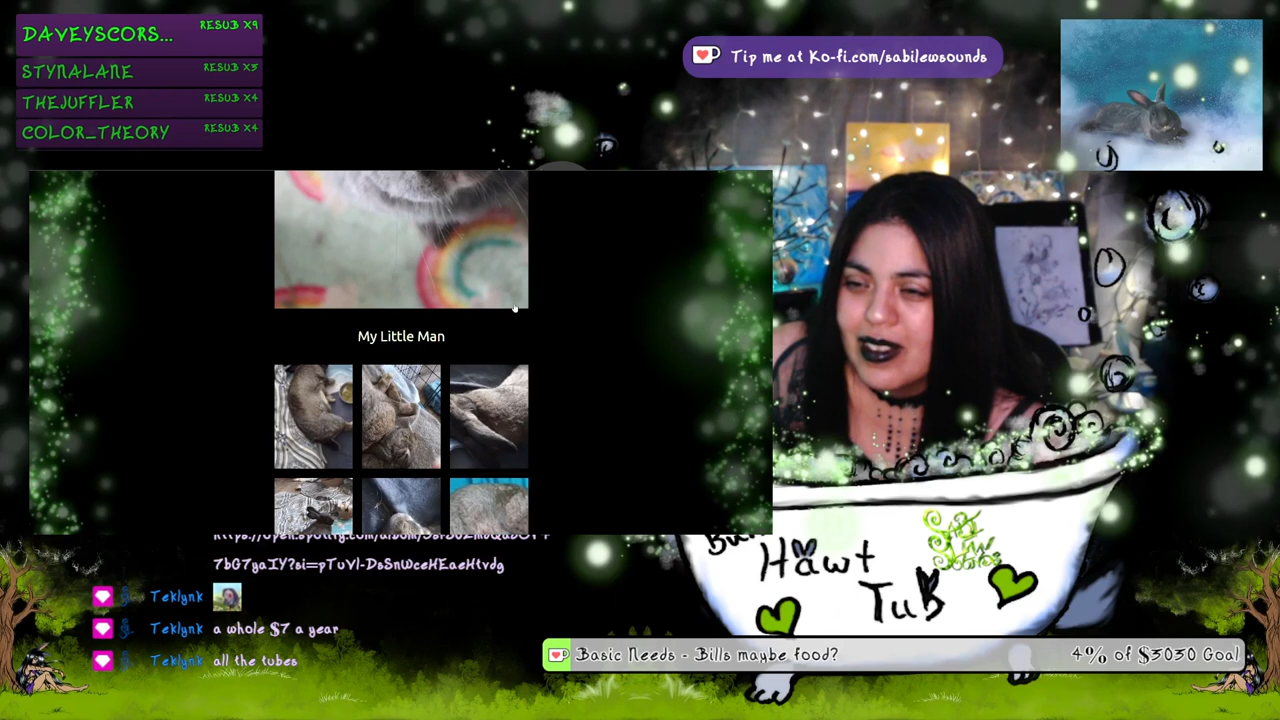 DAVEYSCORS... RESUB X9
STYNALANE RESUB X5
THEJUFFLER RESUB X4
COLOR_THEORY RESUB X4
Tip me at Ko-fi.com/sabilewsounds
My Little Man
7bG7yaIY?si=pTuVl-DsSnWceHEaeHtvdg
Teklynk
Teklynk a whole $7 a year
Teklynk all the tubes
Hawt
Tub
Basic Needs - Bills maybe food? 4% of $3030 Goal